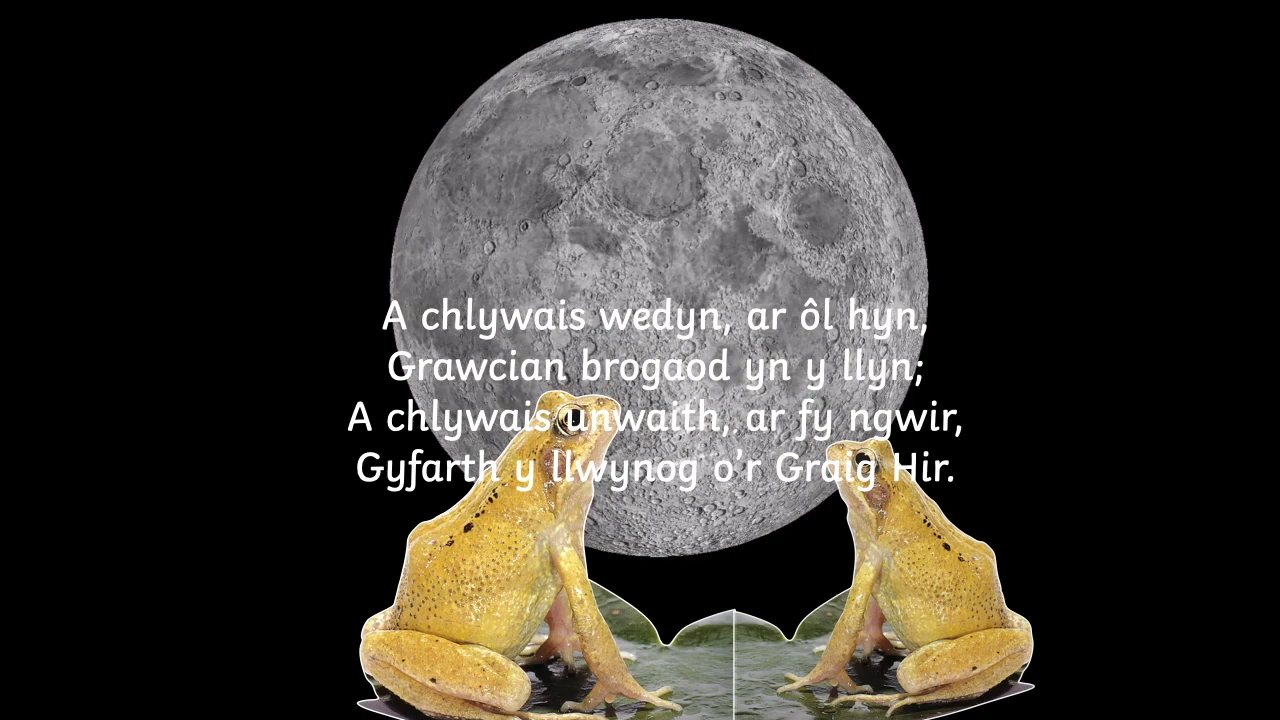 A chlywais wedyn, ar ôl hyn,
Grawcian brogaod yn y llyn;
A chlywais unwaith, ar fy ngwir,
Gyfarth y llwynog o’r Graig Hir.